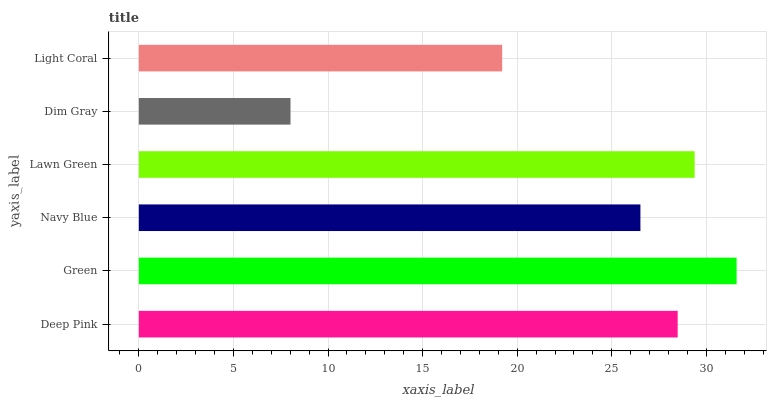 title
Light Coral
Dim Gray
Lawn Green
Navy Blue
Green
Deep Pink
yaxis_label
0 5 10 15 20 25 30
xaxis_label